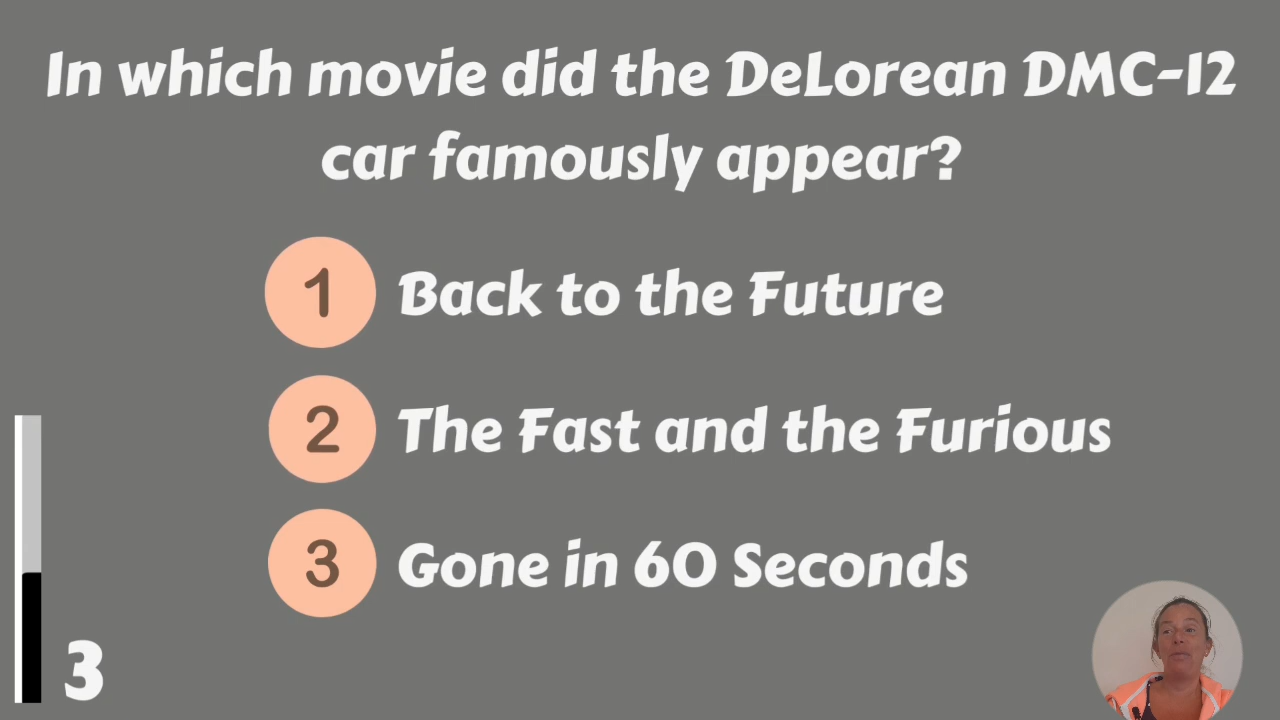 In which movie did the DeLorean DMC-12
car famously appear?
1 Back to the Future
2 The Fast and the Furious
3 Gone in 60 Seconds
3